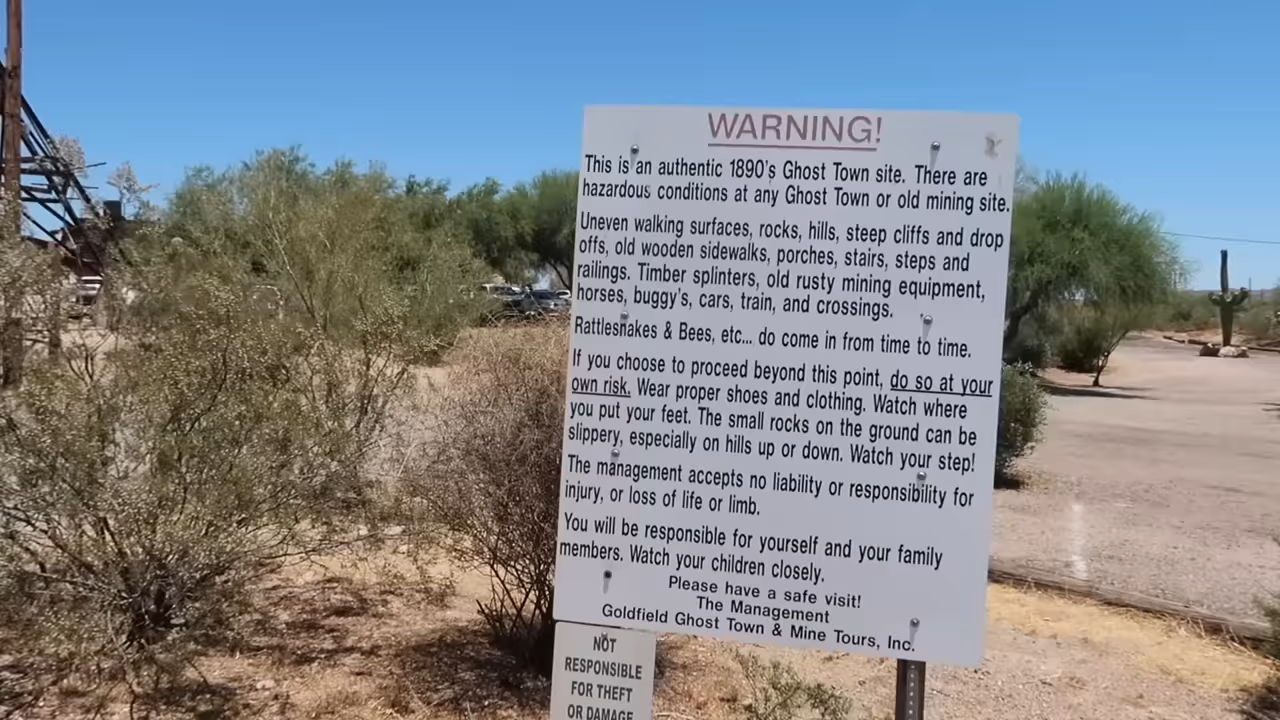 WARNING!
This is an authentic 1890's Ghost Town site. There are
hazardous conditions at any Ghost Town or old mining site.
Uneven walking surfaces, rocks, hills, steep cliffs and drop
offs, old wooden sidewalks, porches, stairs, steps and
railings. Timber splinters, old rusty mining equipment,
horses, buggy's, cars, train, and crossings.
Rattlesnakes & Bees, etc... do come in from time to time.
If you choose to proceed beyond this point, do so at your
own risk. Wear proper shoes and clothing. Watch where
you put your feet. The small rocks on the ground can be
slippery, especially on hills up or down. Watch your step!
The management accepts no liability or responsibility for
injury, or loss of life or limb.
You will be responsible for yourself and your family
members. Watch your children closely.
Please have a safe visit!
The Management
Goldfield Ghost Town & Mine Tours, Inc.
NOT
RESPONSIBLE
FOR THEFT
OR DAMAGE